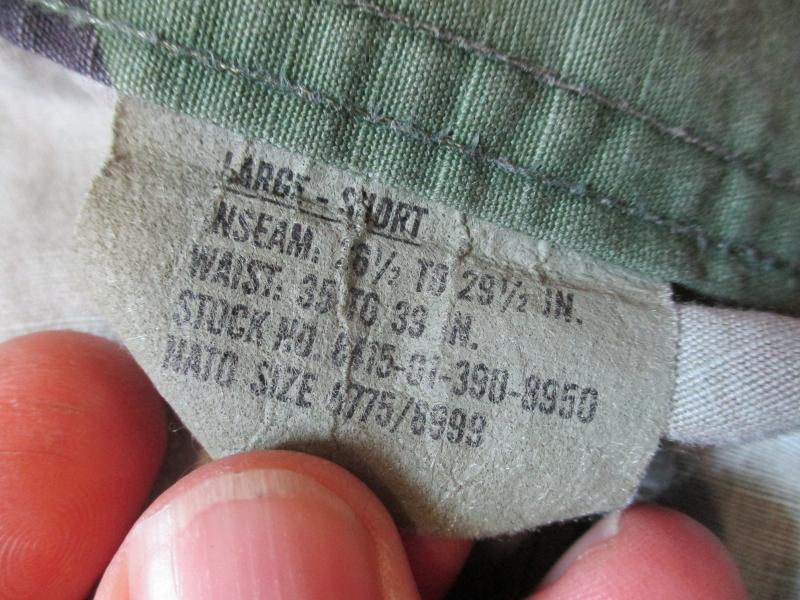 LARGE - SHORT
INSEAM: 26½ TO 29½ IN.
WAIST: 35 TO 39 IN.
STOCK NO. 8415-01-390-8950
NATO SIZE 6775/8999